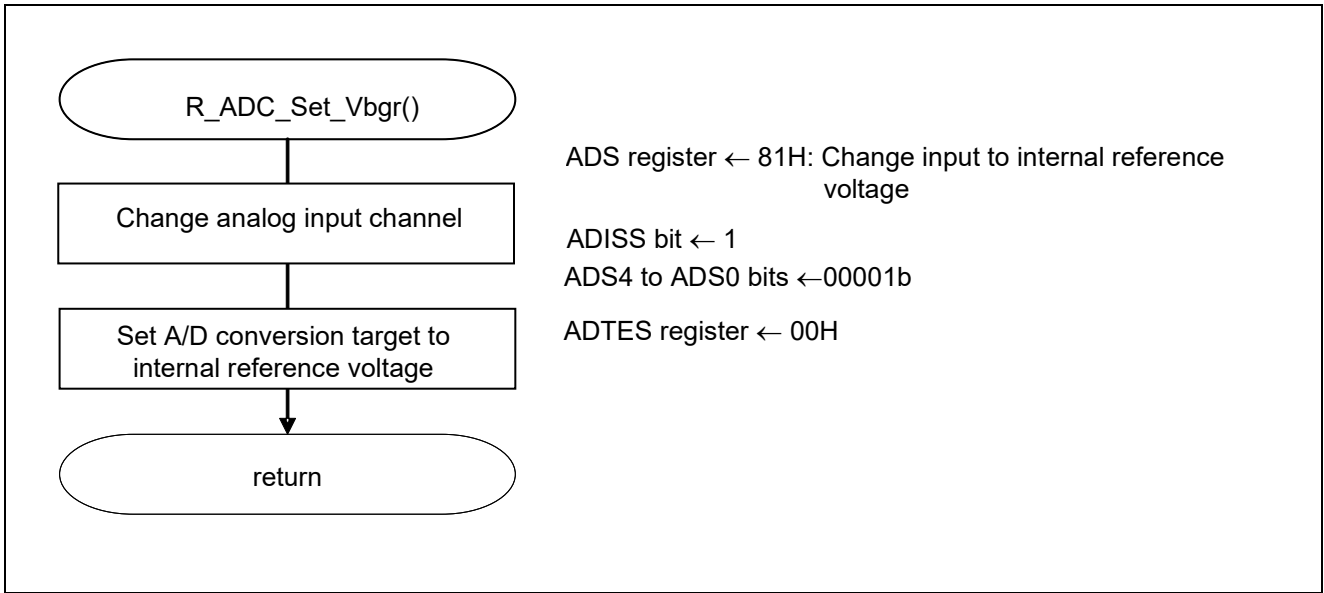 R_ADC_Set_Vbgr()
ADS register ← 81H: Change input to internal reference
voltage
Change analog input channel
ADISS bit ← 1
ADS4 to ADS0 bits ←00001b
Set A/D conversion target to
internal reference voltage
ADTES register ← 00H
return